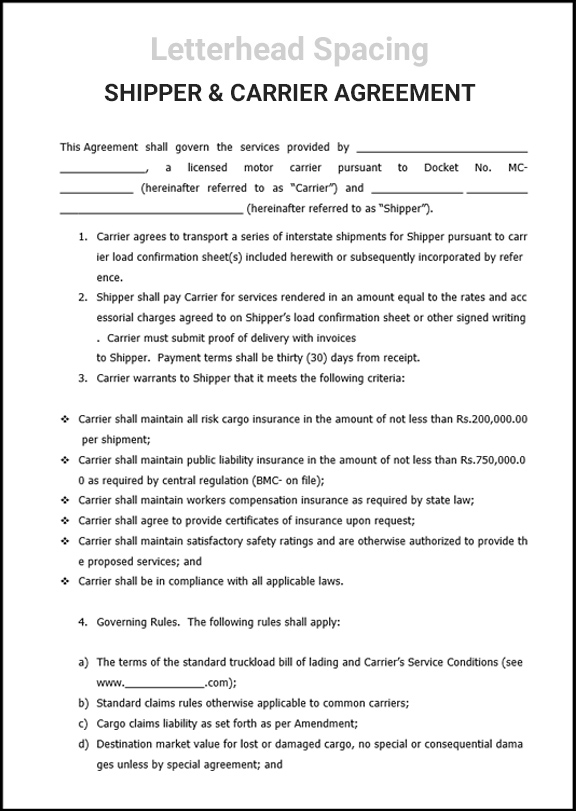 Letterhead Spacing
SHIPPER & CARRIER AGREEMENT
This Agreement shall govern the services provided by ______________________________
_______________, a licensed motor carrier pursuant to Docket No. MC-
_____________ (hereinafter referred to as “Carrier”) and ________________ ___________
________________________________ (hereinafter referred to as “Shipper”).
1. Carrier agrees to transport a series of interstate shipments for Shipper pursuant to carr
ier load confirmation sheet(s) included herewith or subsequently incorporated by refer
ence.
2. Shipper shall pay Carrier for services rendered in an amount equal to the rates and acc
essorial charges agreed to on Shipper’s load confirmation sheet or other signed writing
. Carrier must submit proof of delivery with invoices
to Shipper. Payment terms shall be thirty (30) days from receipt.
3. Carrier warrants to Shipper that it meets the following criteria:
❖ Carrier shall maintain all risk cargo insurance in the amount of not less than Rs.200,000.00
per shipment;
❖ Carrier shall maintain public liability insurance in the amount of not less than Rs.750,000.0
0 as required by central regulation (BMC- on file);
❖ Carrier shall maintain workers compensation insurance as required by state law;
❖ Carrier shall agree to provide certificates of insurance upon request;
❖ Carrier shall maintain satisfactory safety ratings and are otherwise authorized to provide th
e proposed services; and
❖ Carrier shall be in compliance with all applicable laws.
4. Governing Rules. The following rules shall apply:
a) The terms of the standard truckload bill of lading and Carrier’s Service Conditions (see
www.______________.com);
b) Standard claims rules otherwise applicable to common carriers;
c) Cargo claims liability as set forth as per Amendment;
d) Destination market value for lost or damaged cargo, no special or consequential dama
ges unless by special agreement; and